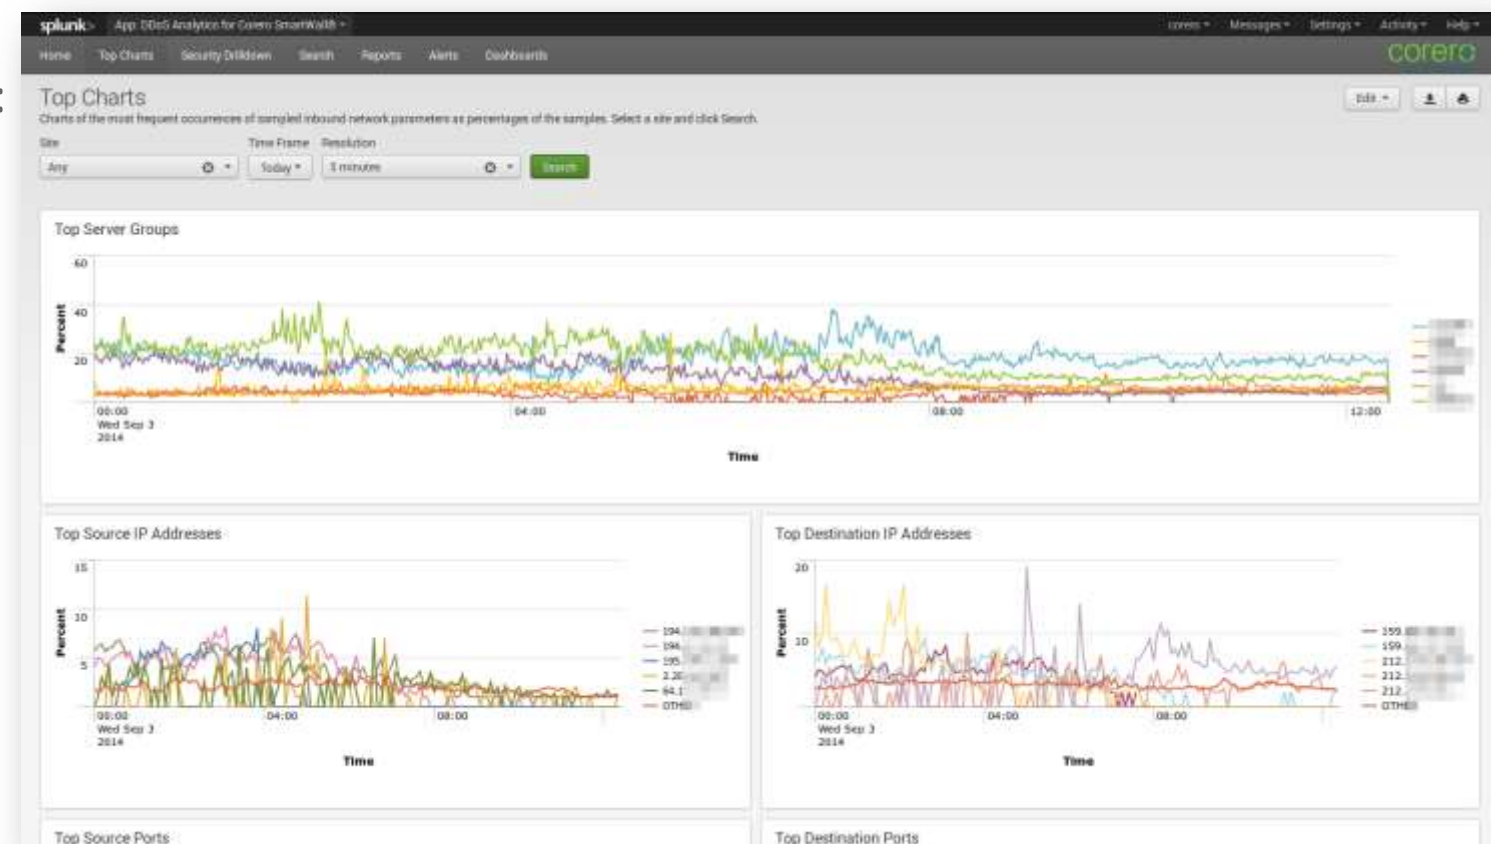 :
splunk> App: DDoS Analytics for Corero SmartWall® corero Messages Settings Activity Help
Home Top Charts Security Drilldown Search Reports Alerts Dashboards corero
Top Charts Edit
Charts of the most frequent occurrences of sampled inbound network parameters as percentages of the samples. Select a site and click Search.
Site Time Frame Resolution
Any Today minutes Search
Top Server Groups
60
40
20
Percent
00:00 04:00 08:00 12:00
Wed Sep 3
2014
Time
Top Source IP Addresses Top Destination IP Addresses
15 20
10 10
5
Percent Percent
194.
194.
195.
2.2
64.1
OTHE
159.
159.
212.
212.
212.
OTHE
00:00 04:00 08:00 00:00 04:00 08:00
Wed Sep 3 Wed Sep 3
2014 2014
Time Time
Top Source Ports Top Destination Ports